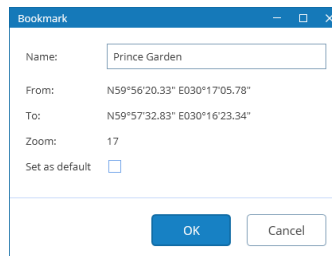 Bookmark
Name: Prince Garden
From: N59°56'20.33" E030°17'05.78"
To: N59°57'32.83" E030°16'23.34"
Zoom: 17
Set as default
OK Cancel